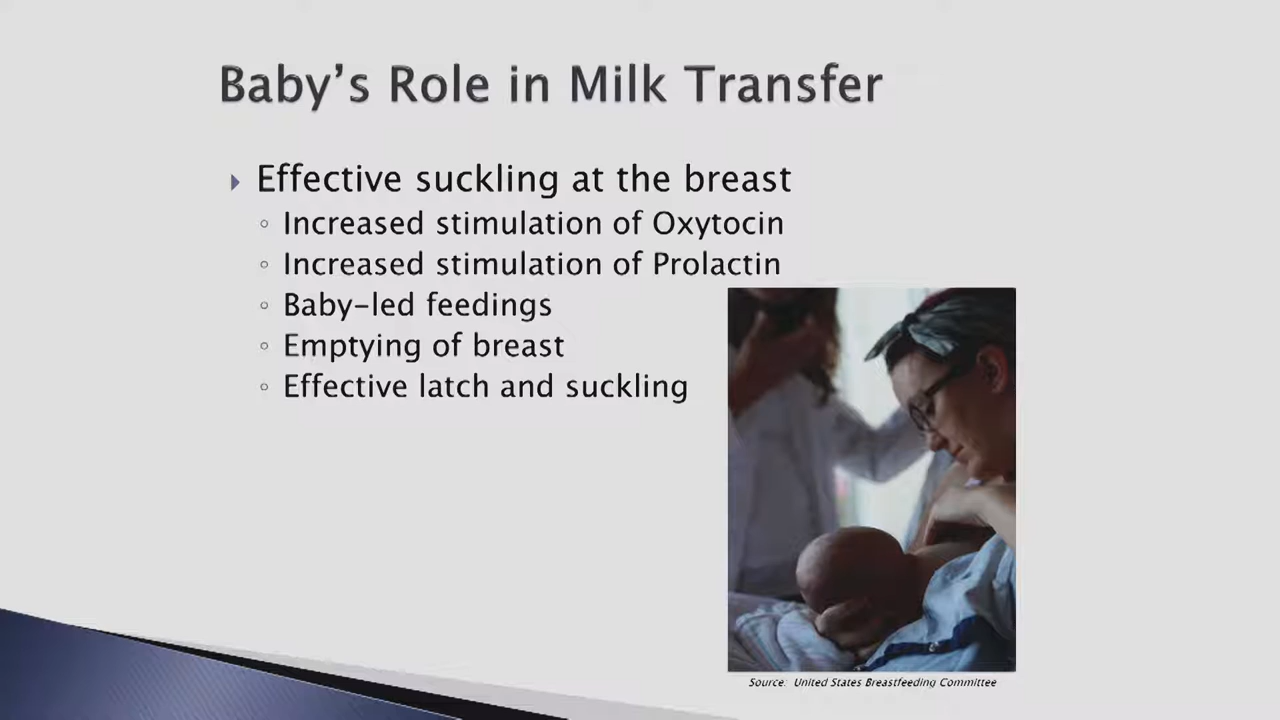 Baby's Role in Milk Transfer
Effective suckling at the breast
Increased stimulation of Oxytocin
Increased stimulation of Prolactin
Baby-led feedings
Emptying of breast
Effective latch and suckling
Source: United States Breastfeeding Committee